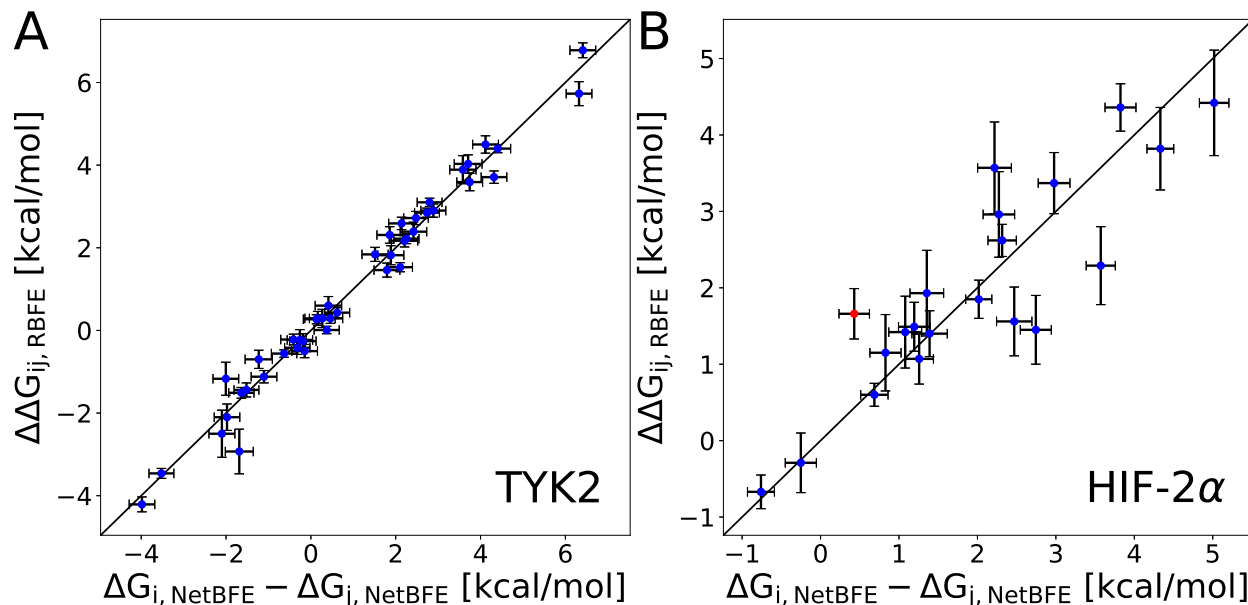 A
ΔΔG_ij, RBFE [kcal/mol]
6
4
2
0
−2
−4
−4 −2 0 2 4 6
TYK2
ΔG_i, NetBFE − ΔG_j, NetBFE [kcal/mol]
B
ΔΔG_ij, RBFE [kcal/mol]
5
4
3
2
1
0
−1
−1 0 1 2 3 4 5
HIF-2α
ΔG_i, NetBFE − ΔG_j, NetBFE [kcal/mol]